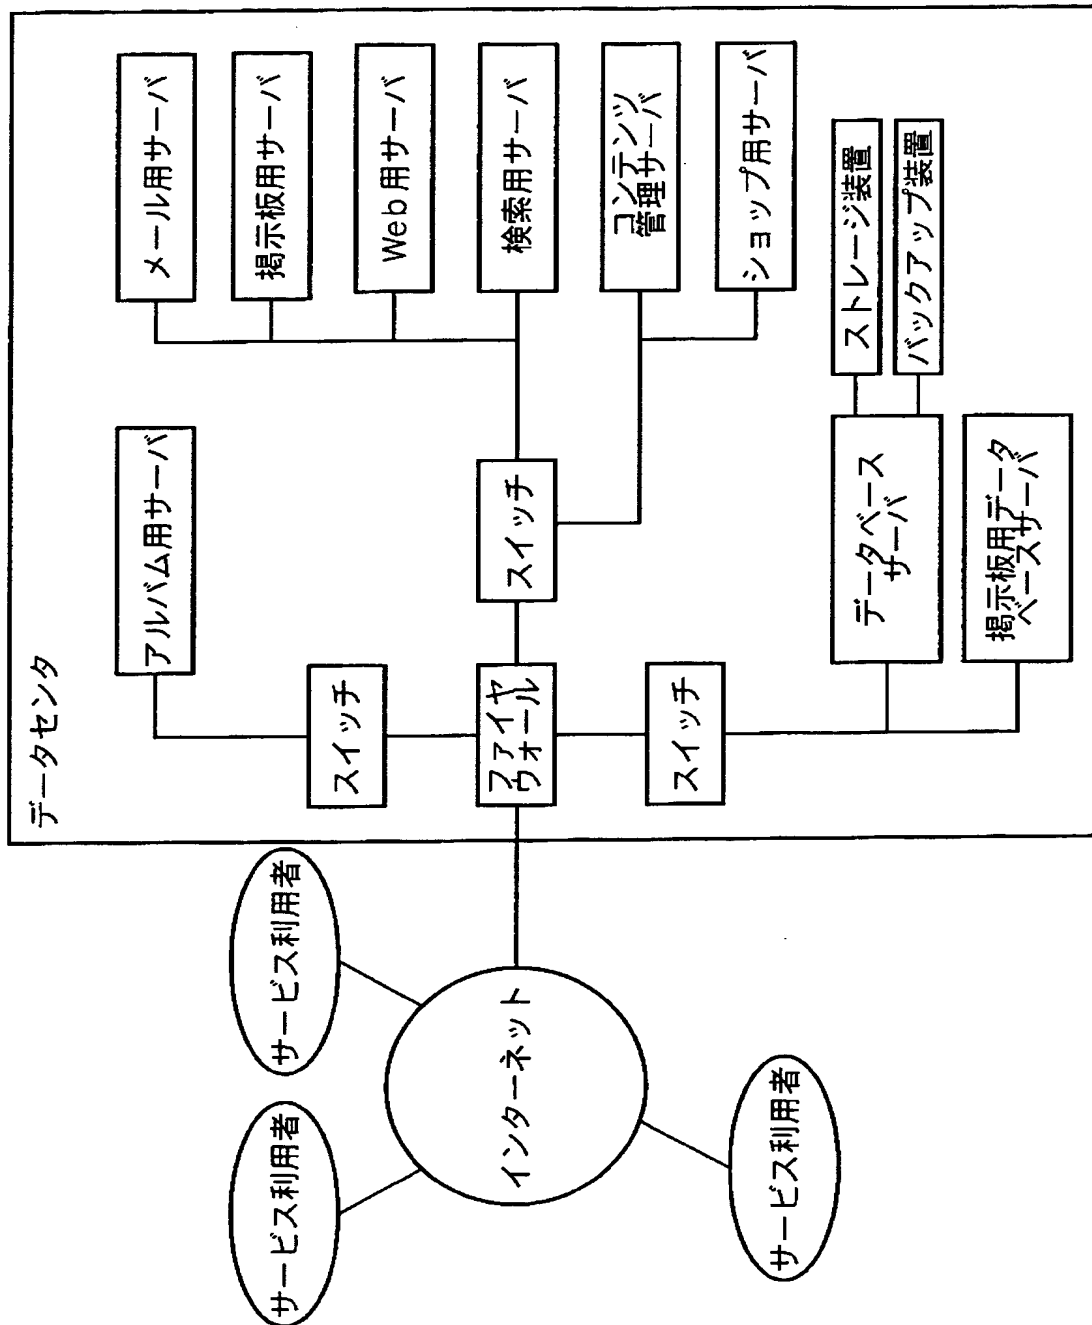 データセンタ
アルバム用サーバ
メール用サーバ
掲示板用サーバ
Web用サーバ
検索用サーバ
コンテンツ
管理サーバ
ショップ用サーバ
スイッチ
スイッチ
ファイヤ
ウォール
スイッチ
データベース
サーバ
ストレージ装置
バックアップ装置
掲示板用データ
ベースサーバ
サービス利用者
サービス利用者
インターネット
サービス利用者